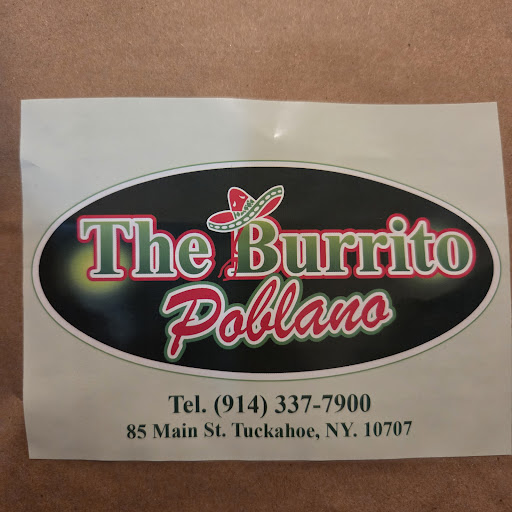 The Burrito
Poblano
Tel. (914) 337-7900
85 Main St. Tuckahoe, NY. 10707